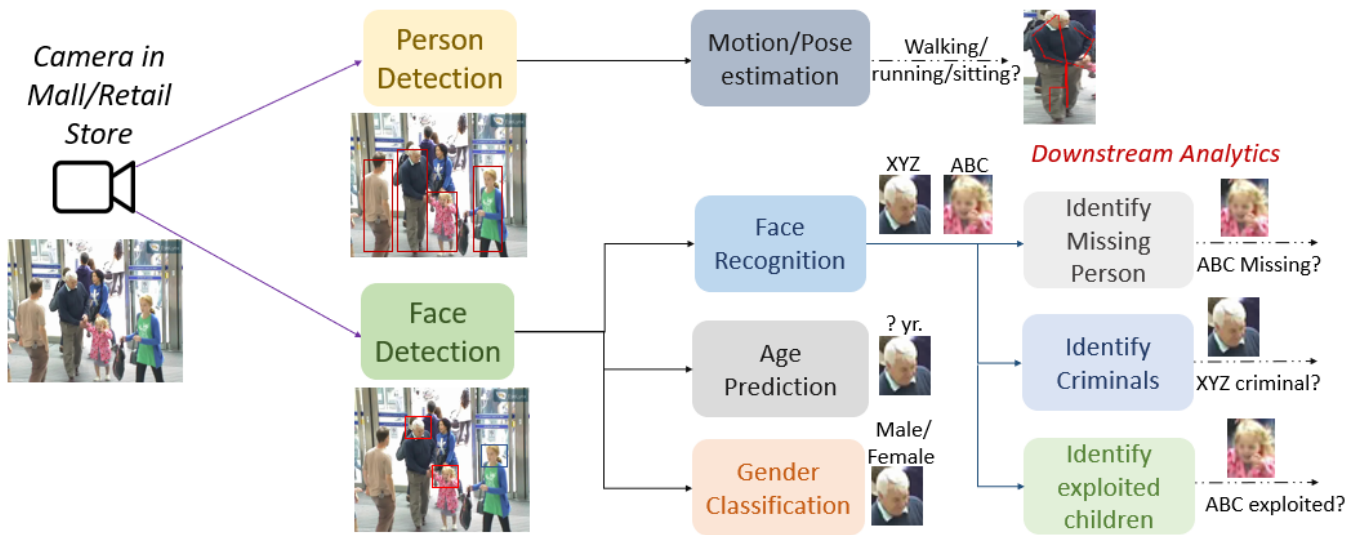 Camera in
Mall/Retail
Store
Person
Detection
Motion/Pose
estimation
Walking/
running/sitting?
Downstream Analytics
XYZ
ABC
Face
Detection
Face
Recognition
Identify
Missing
Person
ABC Missing?
Age
Prediction
? yr.
Identify
Criminals
XYZ criminal?
Gender
Classification
Male/
Female
Identify
exploited
children
ABC exploited?